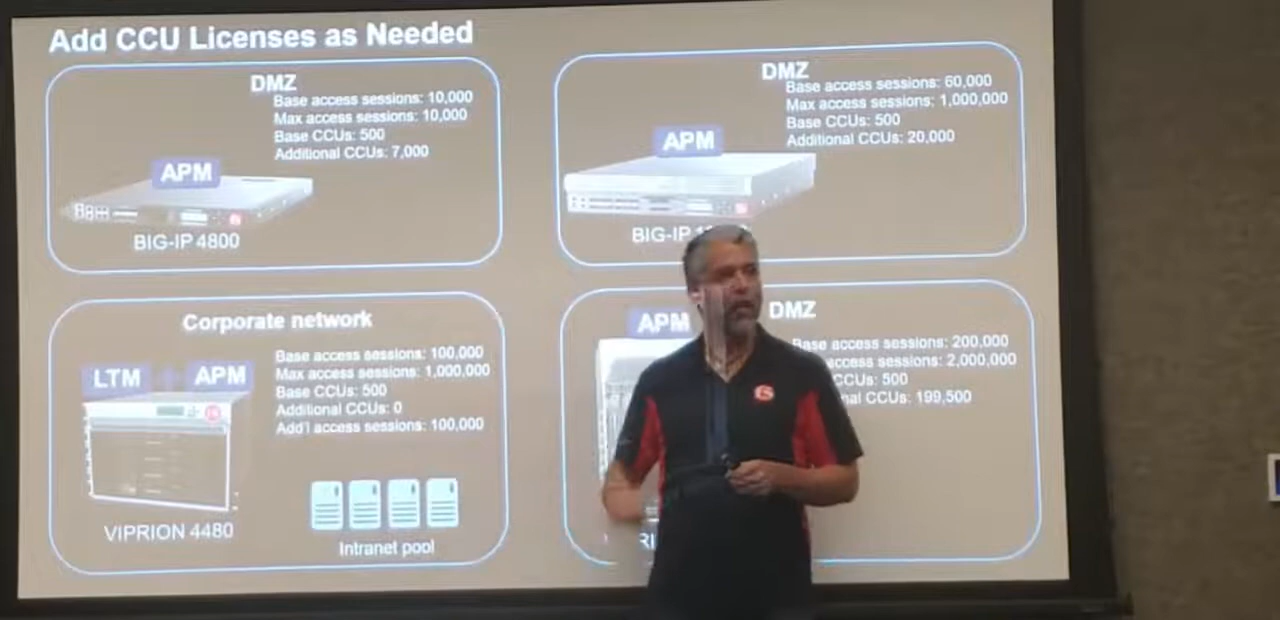 Add CCU Licenses as Needed
DMZ
Base access sessions: 10,000
Max access sessions: 10,000
Base CCUs: 500
Additional CCUs: 7,000
APM
BIG-IP 4800
DMZ
Base access sessions: 60,000
Max access sessions: 1,000,000
Base CCUs: 500
Additional CCUs: 20,000
APM
BIG-IP
Corporate network
LTM APM
Base access sessions: 100,000
Max access sessions: 1,000,000
Base CCUs: 500
Additional CCUs: 0
Add'l access sessions: 100,000
VIPRION 4480
Intranet pool
DMZ
APM
Base access sessions: 200,000
access sessions: 2,000,000
CCUs: 500
CCUs: 199,500